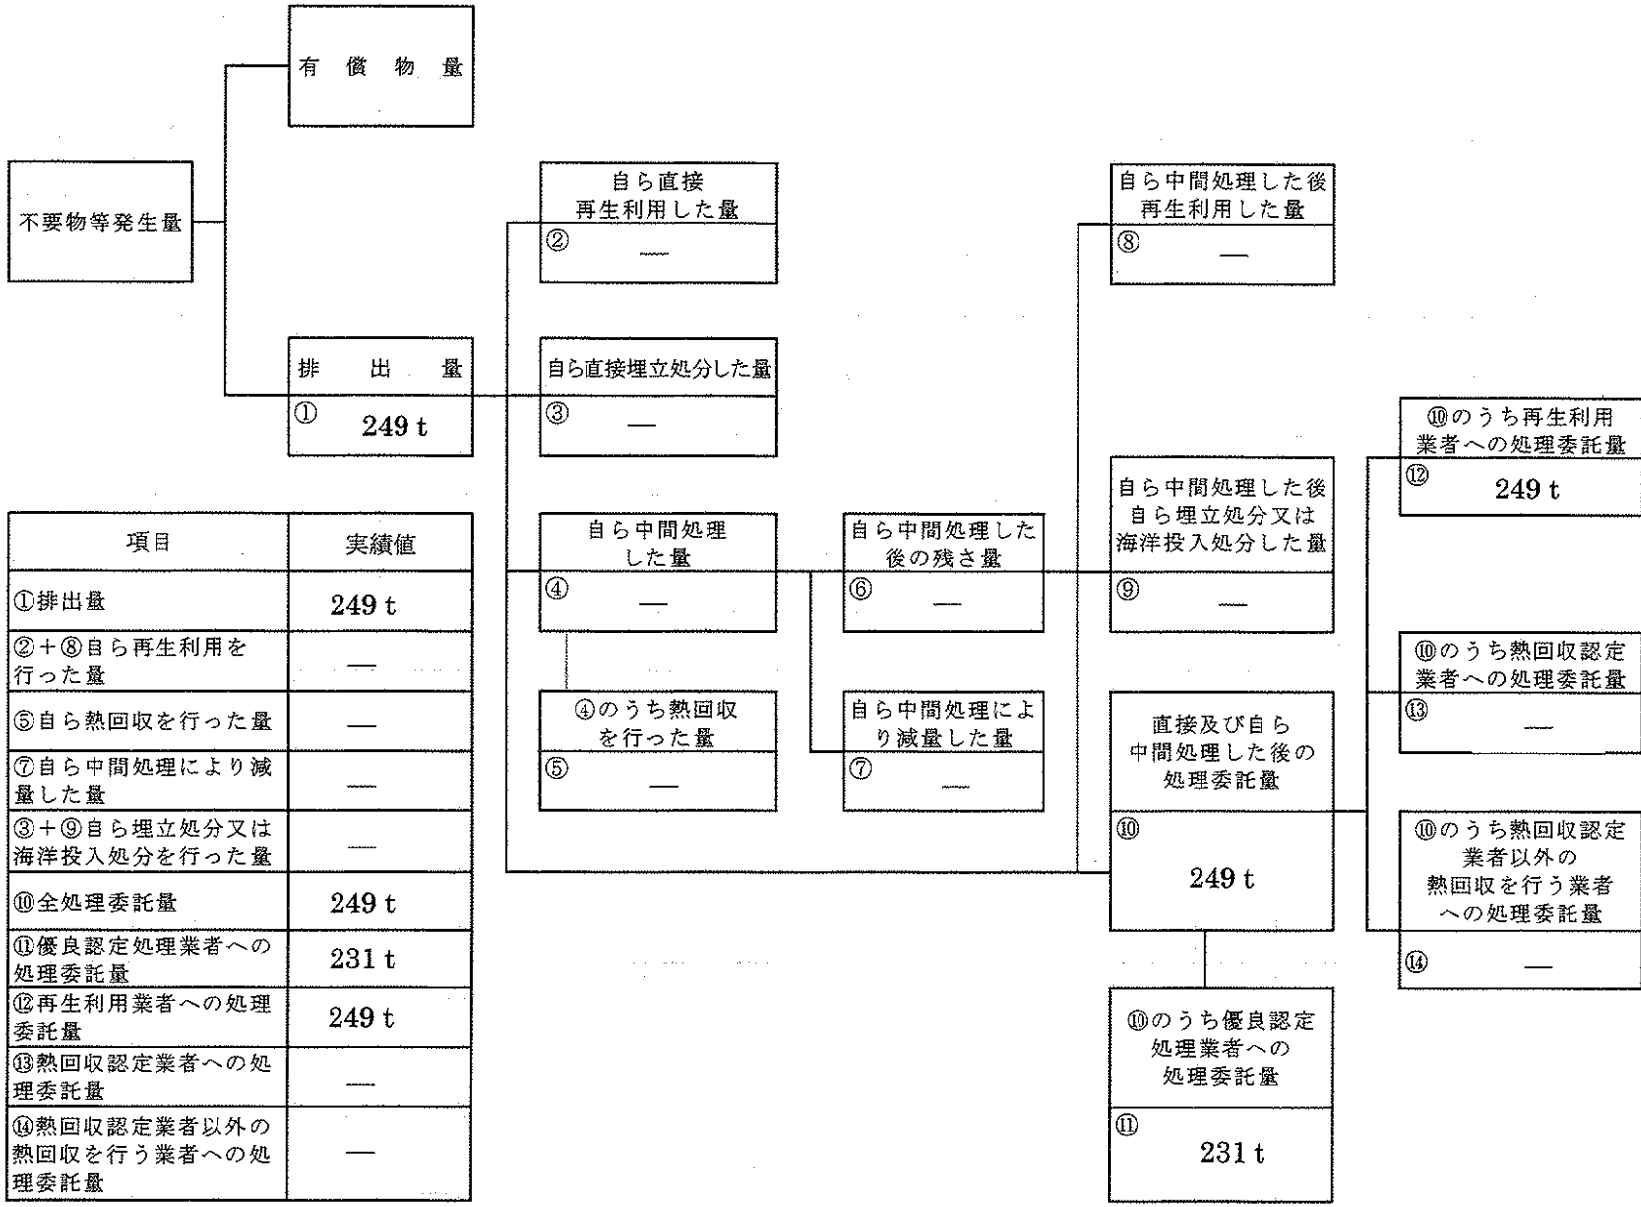 有償物量
不要物等発生量
排出量
① 249 t
自ら直接
再生利用した量
② —
自ら直接埋立処分した量
③ —
自ら中間処理
した量
④ —
④のうち熱回収
を行った量
⑤ —
自ら中間処理した
後の残さ量
⑥ —
自ら中間処理によ
り減量した量
⑦ —
自ら中間処理した後
再生利用した量
⑧ —
自ら中間処理した後
自ら埋立処分又は
海洋投入処分した量
⑨ —
直接及び自ら
中間処理した後の
処理委託量
⑩
249 t
⑩のうち優良認定
処理業者への
処理委託量
⑪
231 t
⑩のうち再生利用
業者への処理委託量
⑫ 249 t
⑩のうち熱回収認定
業者への処理委託量
⑬ —
⑩のうち熱回収認定
業者以外の
熱回収を行う業者
への処理委託量
⑭ —
項目 実績値
①排出量 249 t
②＋⑧自ら再生利用を
行った量 —
⑤自ら熱回収を行った量 —
⑦自ら中間処理により減
量した量 —
③＋⑨自ら埋立処分又は
海洋投入処分を行った量 —
⑩全処理委託量 249 t
⑪優良認定処理業者への
処理委託量 231 t
⑫再生利用業者への処理
委託量 249 t
⑬熱回収認定業者への処
理委託量 —
⑭熱回収認定業者以外の
熱回収を行う業者への処
理委託量 —